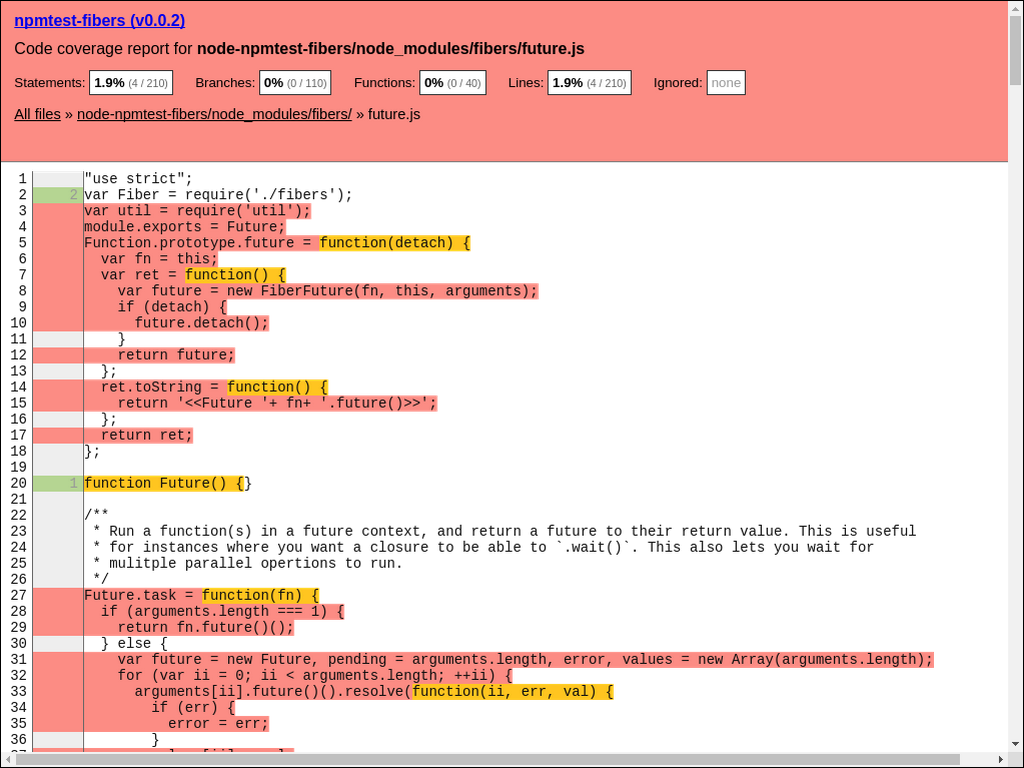 npmtest-fibers (v0.0.2)
Code coverage report for node-npmtest-fibers/node_modules/fibers/future.js
Statements: 1.9% (4 / 210) Branches: 0% (0 / 110) Functions: 0% (0 / 40) Lines: 1.9% (4 / 210) Ignored: none
All files » node-npmtest-fibers/node_modules/fibers/ » future.js
1 "use strict";
2 2 var Fiber = require('./fibers');
3 var util = require('util');
4 module.exports = Future;
5 Function.prototype.future = function(detach) {
6 var fn = this;
7 var ret = function() {
8 var future = new FiberFuture(fn, this, arguments);
9 if (detach) {
10 future.detach();
11 }
12 return future;
13 };
14 ret.toString = function() {
15 return '<<Future '+ fn+ '.future()>>';
16 };
17 return ret;
18 };
19
20 1 function Future() {}
21
22 /**
23 * Run a function(s) in a future context, and return a future to their return value. This is useful
24 * for instances where you want a closure to be able to `.wait()`. This also lets you wait for
25 * mulitple parallel opertions to run.
26 */
27 Future.task = function(fn) {
28 if (arguments.length === 1) {
29 return fn.future()();
30 } else {
31 var future = new Future, pending = arguments.length, error, values = new Array(arguments.length);
32 for (var ii = 0; ii < arguments.length; ++ii) {
33 arguments[ii].future()().resolve(function(ii, err, val) {
34 if (err) {
35 error = err;
36 }